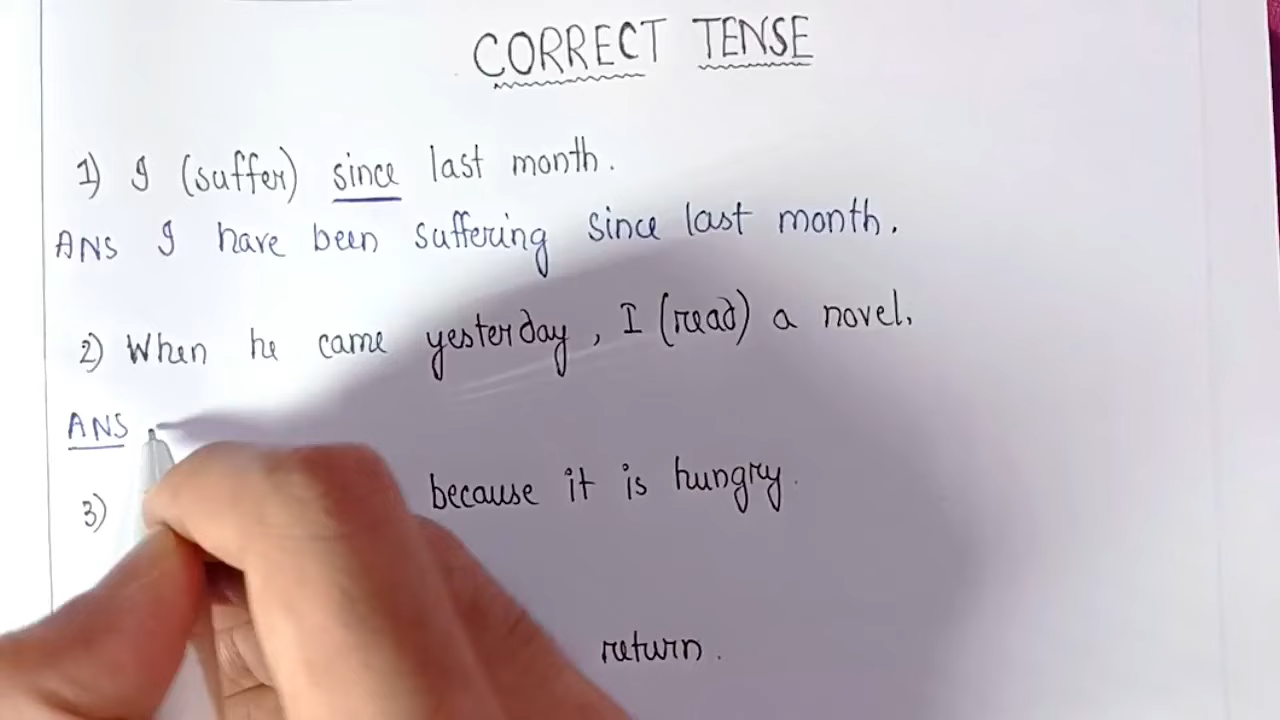 CORRECT TENSE
1) I (suffer) since last month.
ANS I have been suffering since last month.
2) When he came yesterday, I (read) a novel.
ANS
3) because it is hungry.
return.